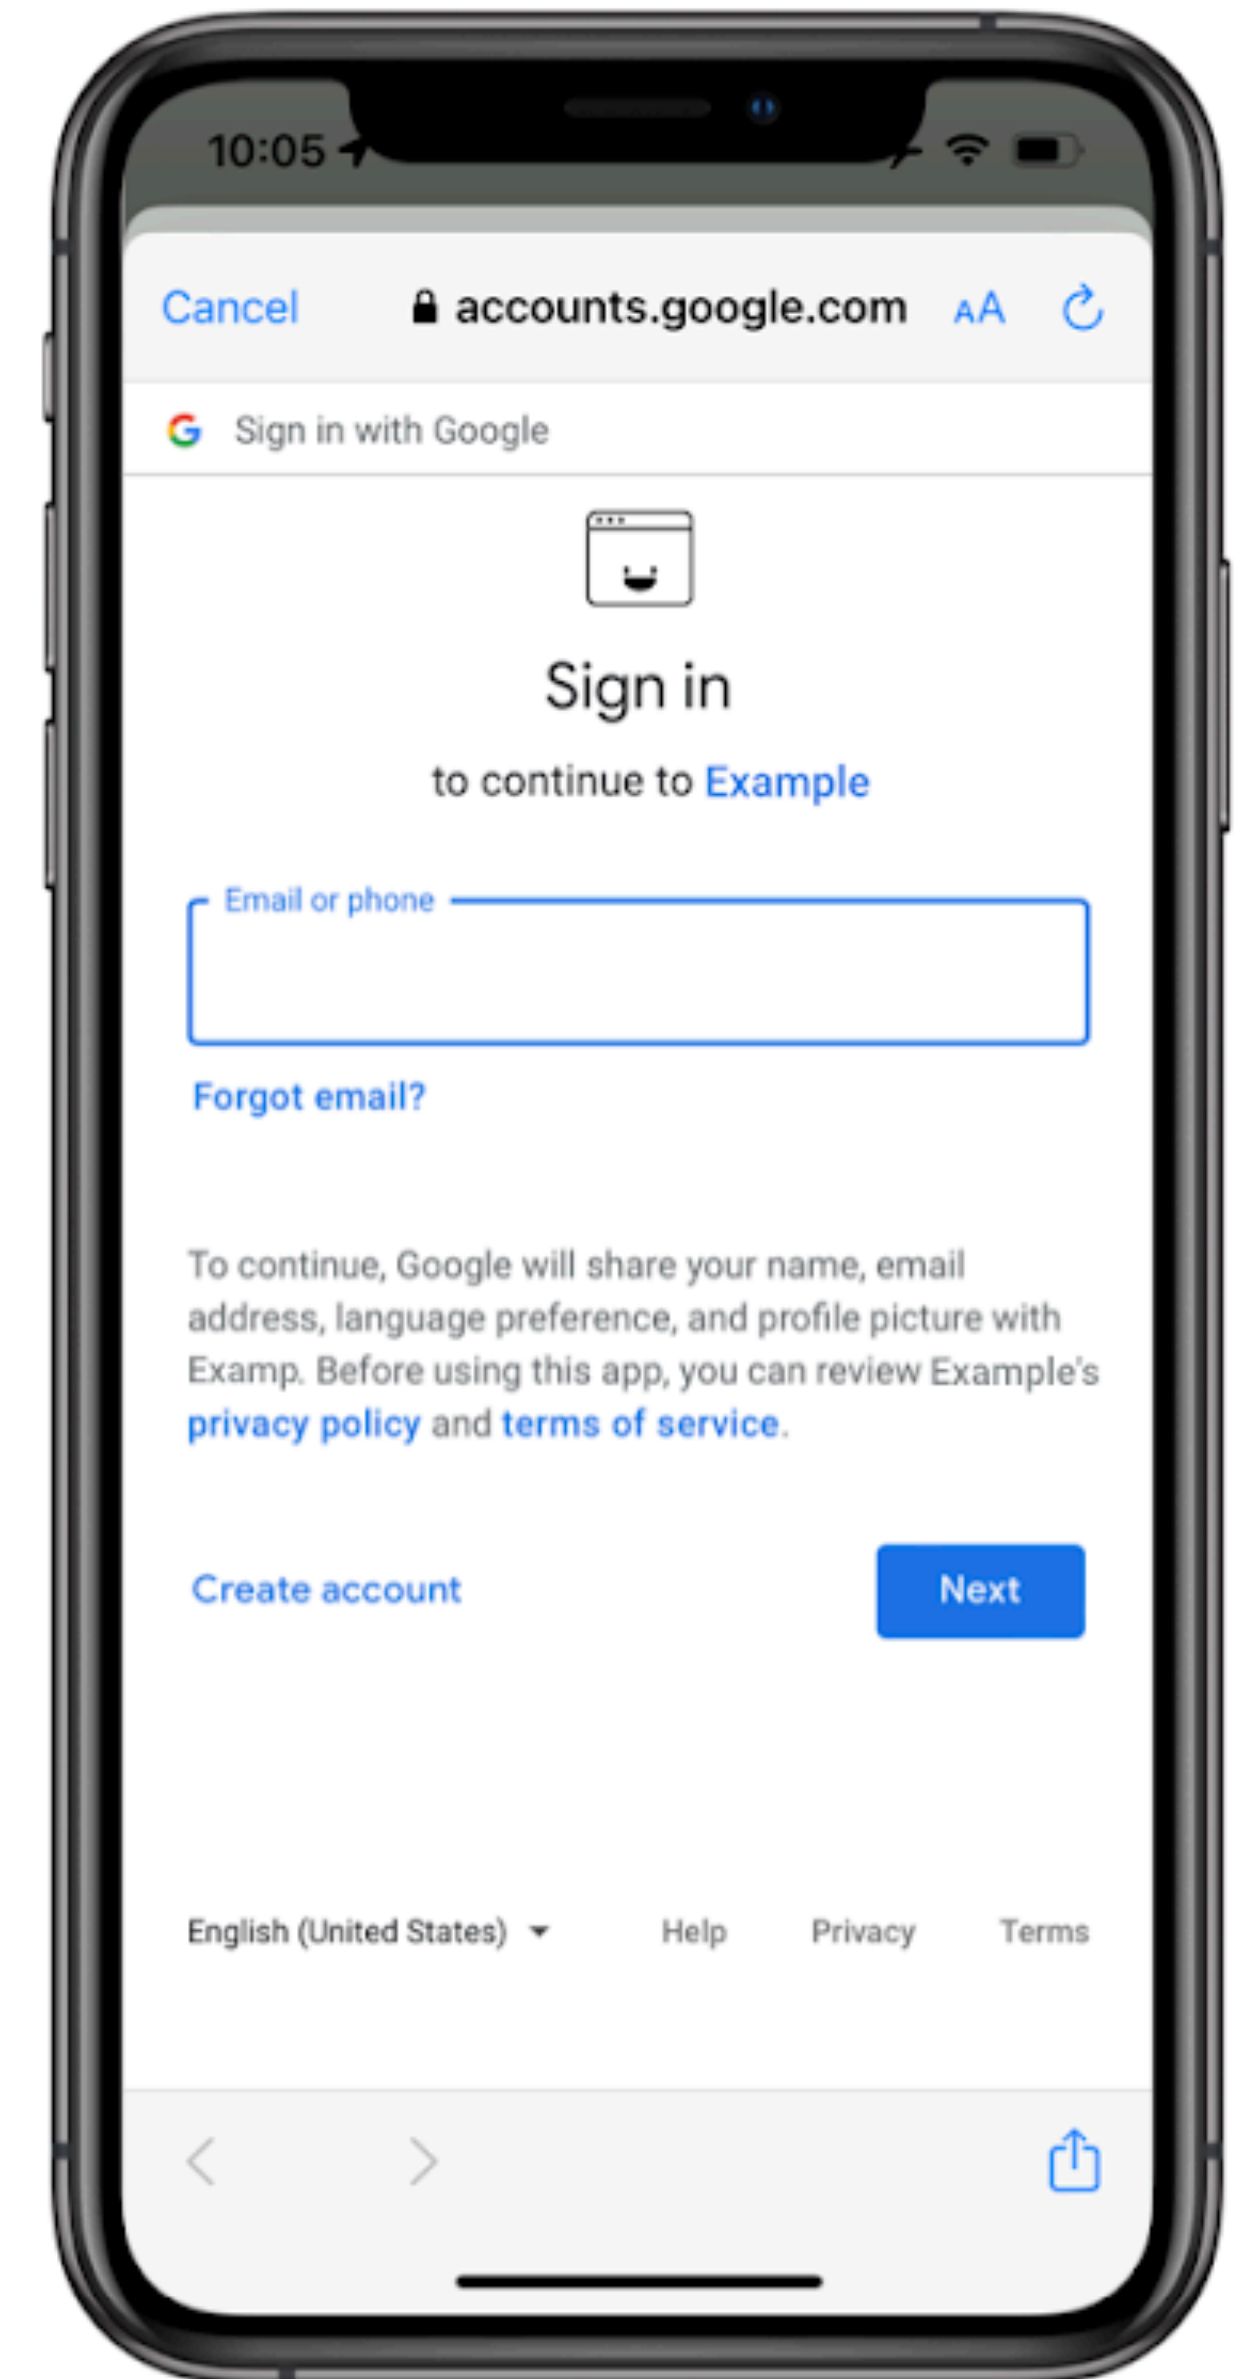 10:05
Cancel accounts.google.com AA
Sign in with Google
Sign in
to continue to Example
Email or phone
Forgot email?
To continue, Google will share your name, email
address, language preference, and profile picture with
Examp. Before using this app, you can review Example's
privacy policy and terms of service.
Create account Next
English (United States) Help Privacy Terms